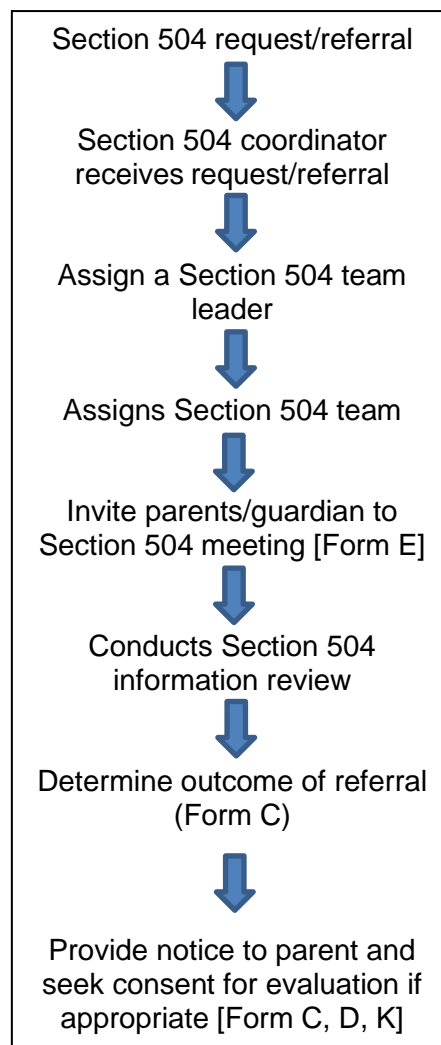 Section 504 request/referral
Section 504 coordinator
receives request/referral
Assign a Section 504 team
leader
Assigns Section 504 team
Invite parents/guardian to
Section 504 meeting [Form E]
Conducts Section 504
information review
Determine outcome of referral
(Form C)
Provide notice to parent and
seek consent for evaluation if
appropriate [Form C, D, K]